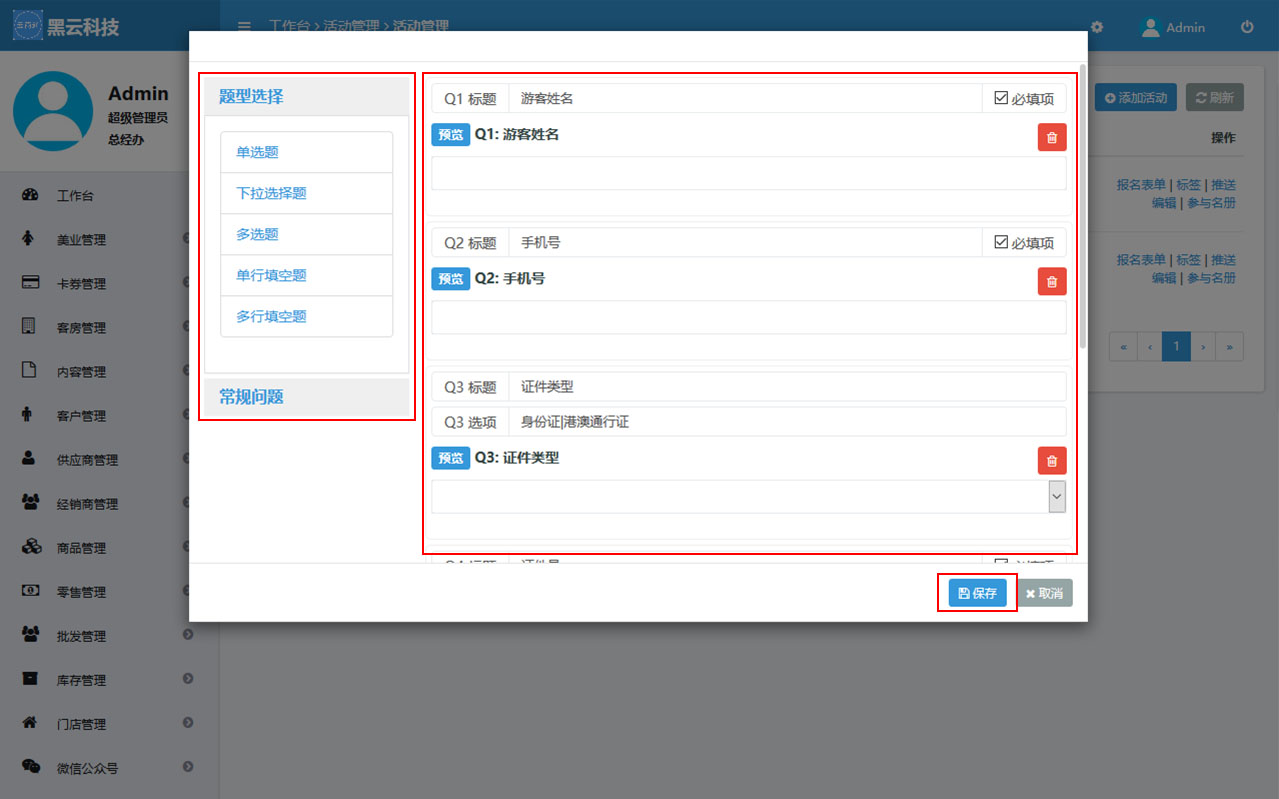 黑云科技
工作台 > 活动管理 > 活动管理
Admin
Admin
超级管理员
总经办
工作台
美业管理
卡券管理
客房管理
内容管理
客户管理
供应商管理
经销商管理
商品管理
零售管理
批发管理
库存管理
门店管理
微信公众号
题型选择
单选题
下拉选择题
多选题
单行填空题
多行填空题
常规问题
Q1 标题 游客姓名 必填项
预览 Q1: 游客姓名
Q2 标题 手机号 必填项
预览 Q2: 手机号
Q3 标题 证件类型
Q3 选项 身份证|港澳通行证
预览 Q3: 证件类型
Q4 标题 证件号 必填项
保存 取消
添加活动 刷新
操作
报名表单 | 标签 | 推送
编辑 | 参与名册
报名表单 | 标签 | 推送
编辑 | 参与名册
« ‹ 1 › »